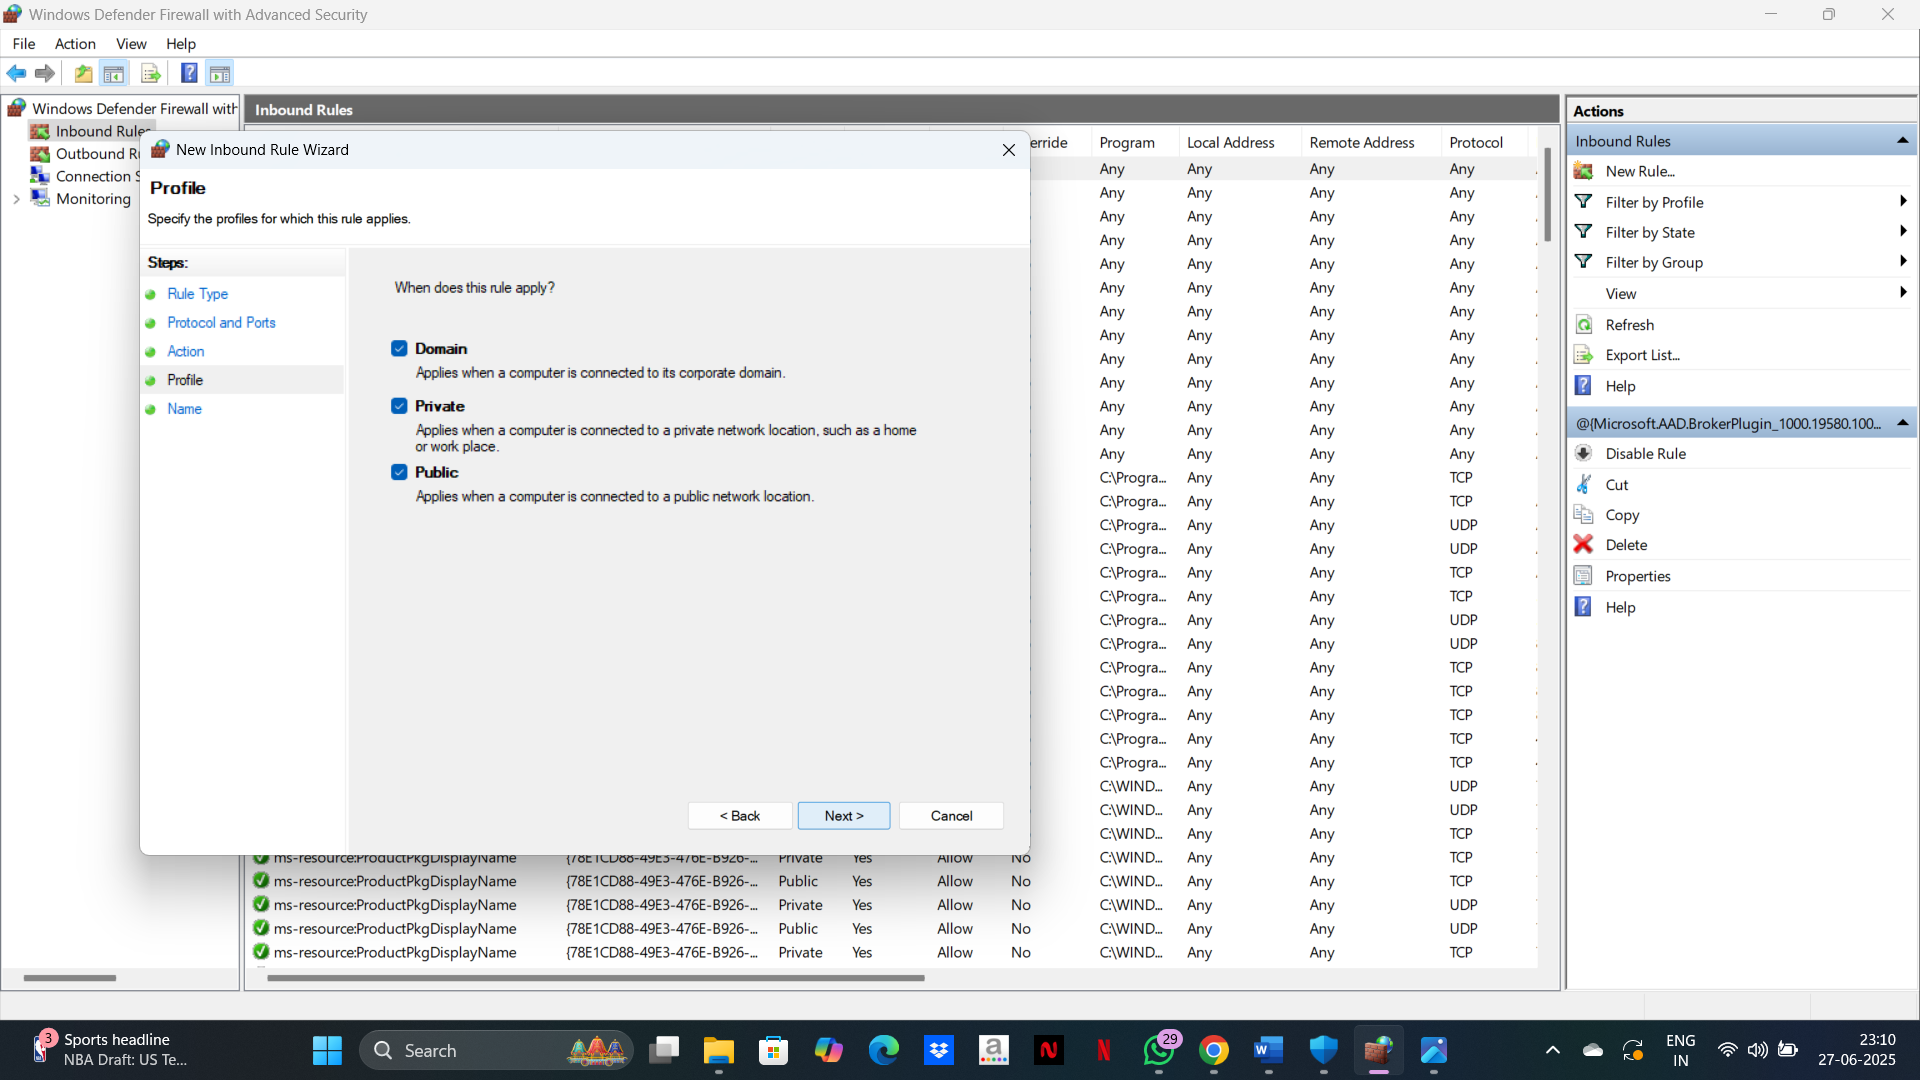 Windows Defender Firewall with Advanced Security
File Action View Help
Windows Defender Firewall with
Inbound Rules
Outbound Ru
Connection S
Monitoring
Inbound Rules
erride Program Local Address Remote Address Protocol
Any Any Any Any
Any Any Any Any
Any Any Any Any
Any Any Any Any
Any Any Any Any
Any Any Any Any
Any Any Any Any
Any Any Any Any
Any Any Any Any
Any Any Any Any
Any Any Any Any
Any Any Any Any
Any Any Any Any
C:\Progra... Any Any TCP
C:\Progra... Any Any TCP
C:\Progra... Any Any UDP
C:\Progra... Any Any UDP
C:\Progra... Any Any TCP
C:\Progra... Any Any TCP
C:\Progra... Any Any UDP
C:\Progra... Any Any UDP
C:\Progra... Any Any TCP
C:\Progra... Any Any TCP
C:\Progra... Any Any TCP
C:\Progra... Any Any TCP
C:\Progra... Any Any TCP
C:\WIND... Any Any UDP
C:\WIND... Any Any UDP
C:\WIND... Any Any TCP
ms-resource:ProductPkgDisplayName {78E1CD88-49E3-476E-B926-... Private Yes Allow No C:\WIND... Any Any TCP
ms-resource:ProductPkgDisplayName {78E1CD88-49E3-476E-B926-... Public Yes Allow No C:\WIND... Any Any TCP
ms-resource:ProductPkgDisplayName {78E1CD88-49E3-476E-B926-... Private Yes Allow No C:\WIND... Any Any UDP
ms-resource:ProductPkgDisplayName {78E1CD88-49E3-476E-B926-... Public Yes Allow No C:\WIND... Any Any UDP
ms-resource:ProductPkgDisplayName {78E1CD88-49E3-476E-B926-... Private Yes Allow No C:\WIND... Any Any TCP
New Inbound Rule Wizard
Profile
Specify the profiles for which this rule applies.
Steps:
Rule Type
Protocol and Ports
Action
Profile
Name
When does this rule apply?
Domain
Applies when a computer is connected to its corporate domain.
Private
Applies when a computer is connected to a private network location, such as a home
or work place.
Public
Applies when a computer is connected to a public network location.
< Back Next > Cancel
Actions
Inbound Rules
New Rule...
Filter by Profile
Filter by State
Filter by Group
View
Refresh
Export List...
Help
@{Microsoft.AAD.BrokerPlugin_1000.19580.100...
Disable Rule
Cut
Copy
Delete
Properties
Help
3
Sports headline
NBA Draft: US Te...
Search
29
ENG
IN
23:10
27-06-2025